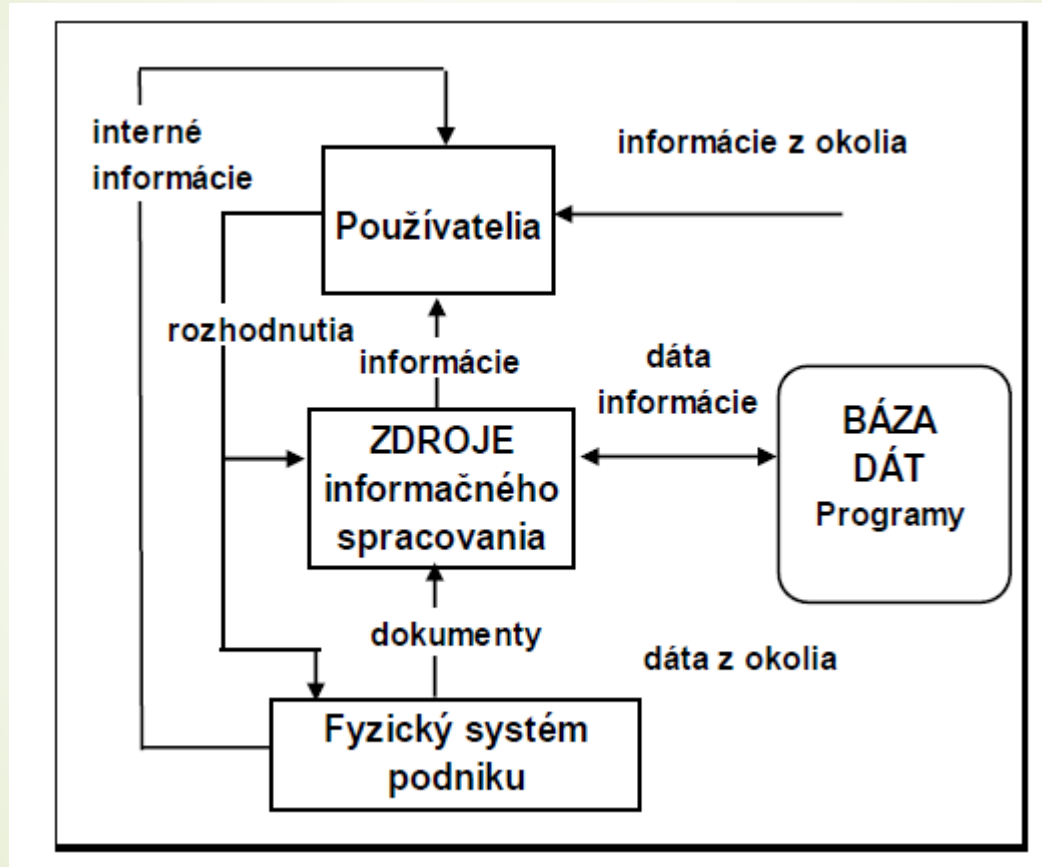 interné
informácie
informácie z okolia
Používatelia
rozhodnutia
informácie
dáta
informácie
ZDROJE
informačného
spracovania
BÁZA
DÁT
Programy
dokumenty
dáta z okolia
Fyzický systém
podniku